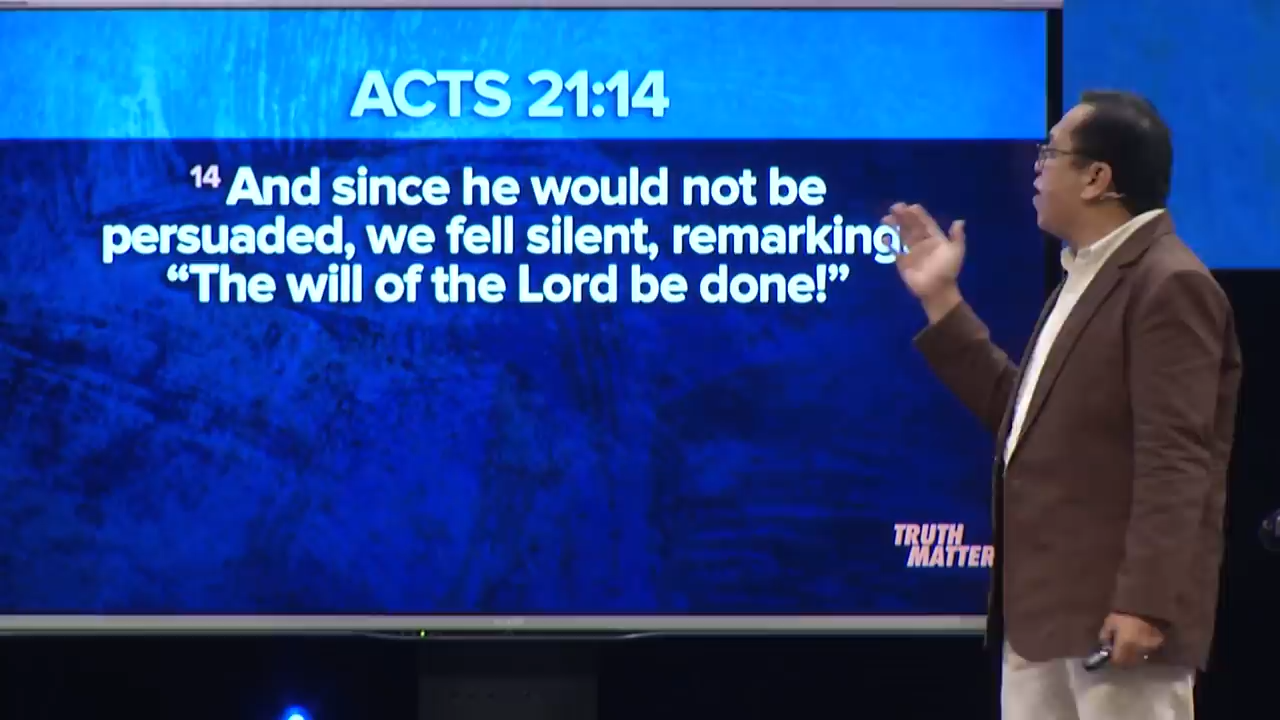 ACTS 21:14
14 And since he would not be
persuaded, we fell silent, remarking.
“The will of the Lord be done!”
TRUTH
MATTER